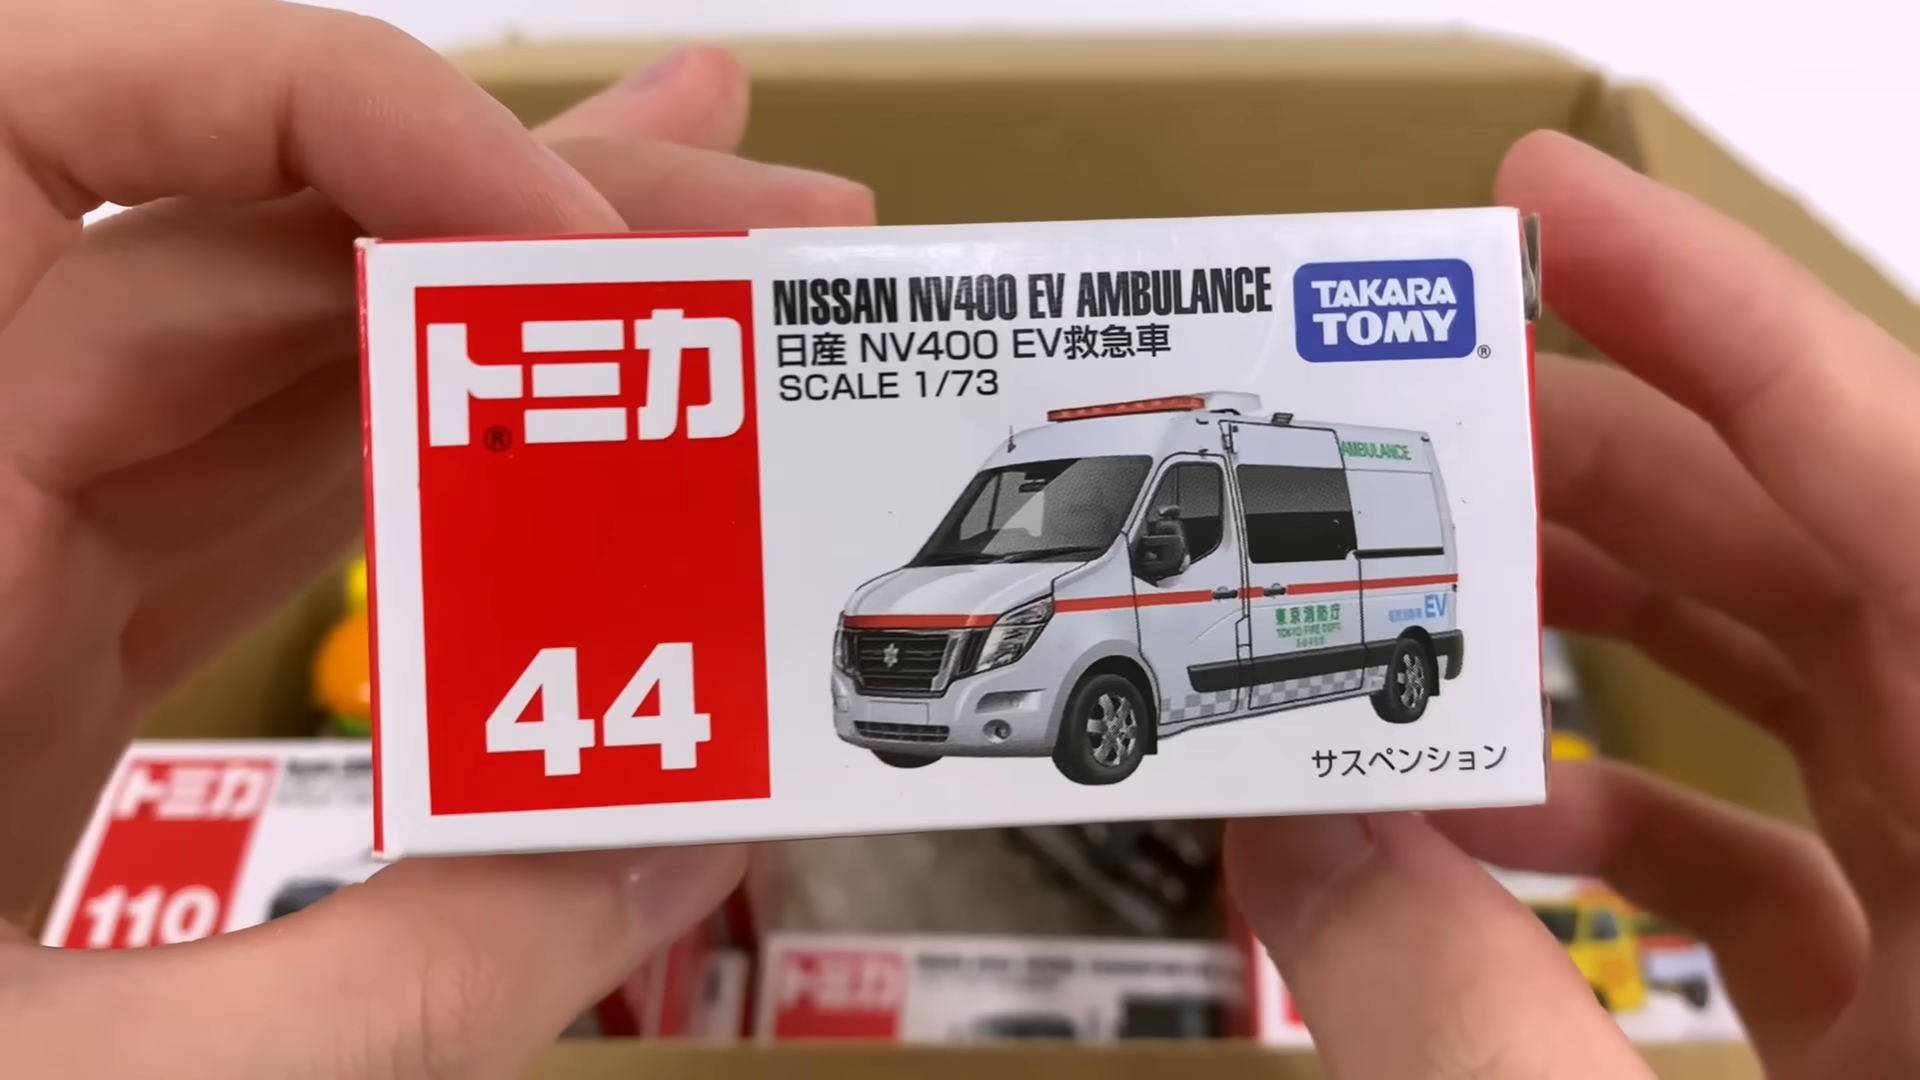 トミカ
®
44
NISSAN NV400 EV AMBULANCE
日産 NV400 EV救急車
SCALE 1/73
TAKARA
TOMY
®
AMBULANCE
東京消防庁
TOKYO FIRE DEPT.
EV
サスペンション
トミカ
110
トミカ